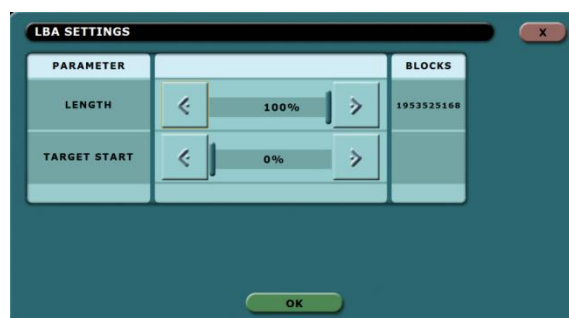 LBA SETTINGS
X
PARAMETER
BLOCKS
LENGTH
100%
1953525168
TARGET START
0%
OK